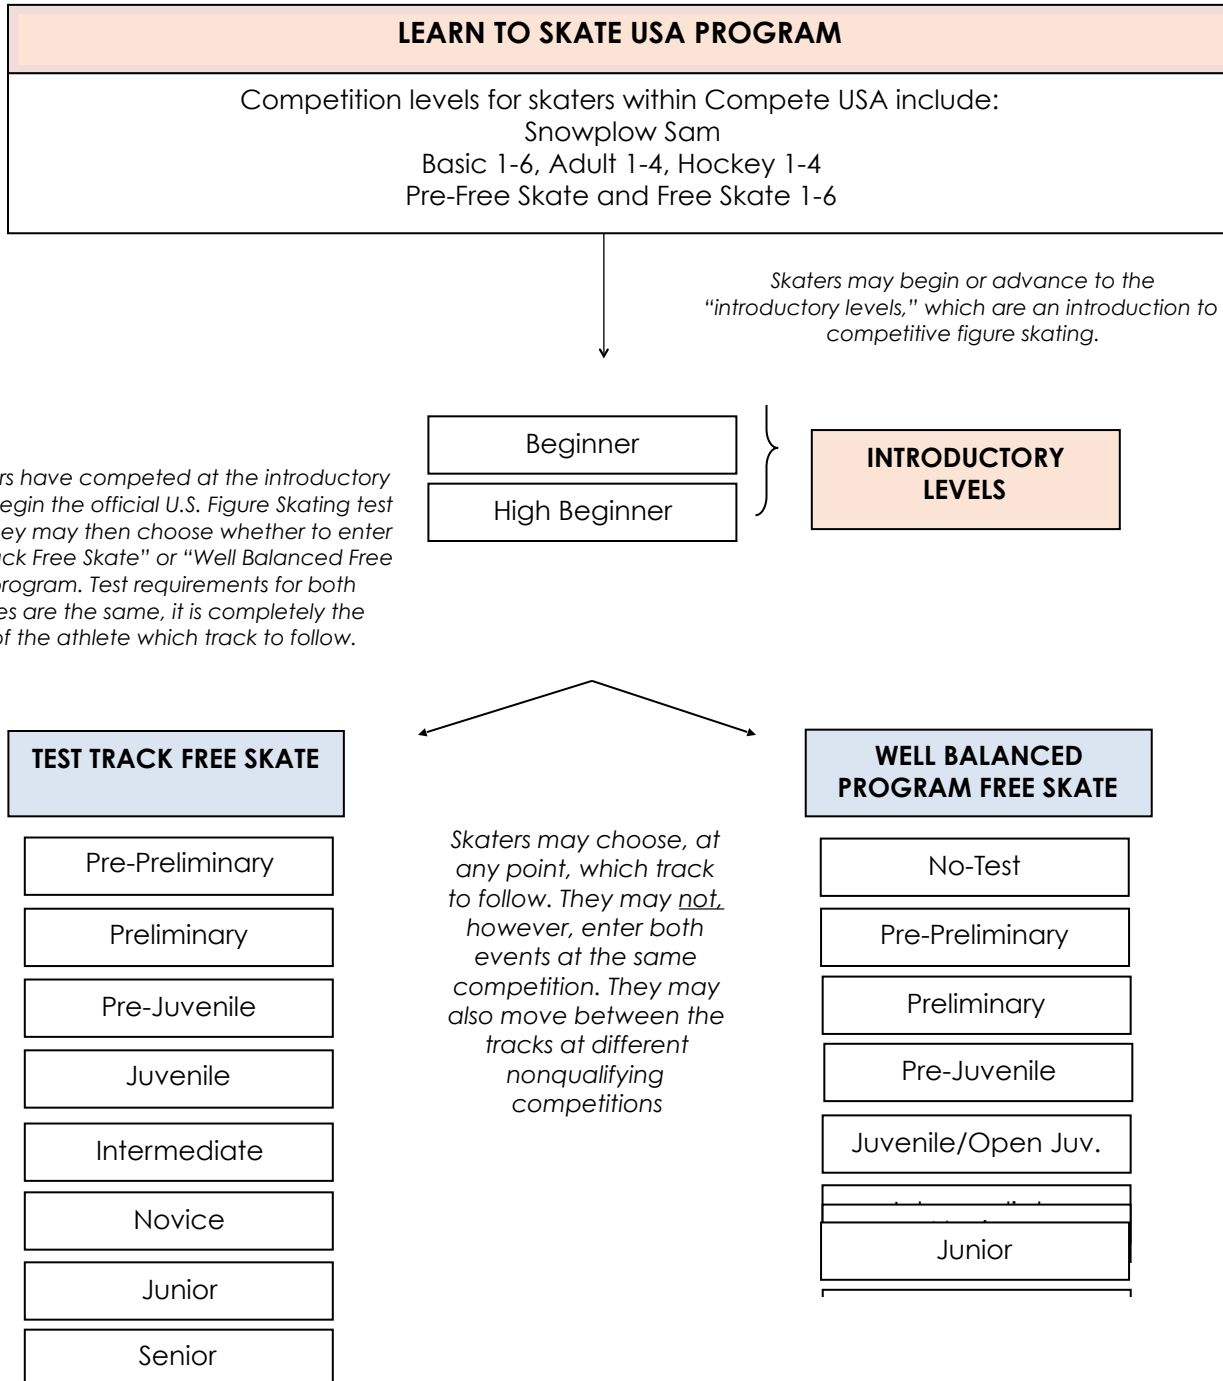 LEARN TO SKATE USA PROGRAM
Competition levels for skaters within Compete USA include:
Snowplow Sam
Basic 1-6, Adult 1-4, Hockey 1-4
Pre-Free Skate and Free Skate 1-6
Skaters may begin or advance to the
“introductory levels,” which are an introduction to
competitive figure skating.
Beginner
High Beginner
INTRODUCTORY
LEVELS
rs have competed at the introductory
egin the official U.S. Figure Skating test
ey may then choose whether to enter
ck Free Skate” or “Well Balanced Free
program. Test requirements for both
es are the same, it is completely the
of the athlete which track to follow.
TEST TRACK FREE SKATE
Pre-Preliminary
Preliminary
Pre-Juvenile
Juvenile
Intermediate
Novice
Junior
Senior
Skaters may choose, at
any point, which track
to follow. They may not,
however, enter both
events at the same
competition. They may
also move between the
tracks at different
nonqualifying
competitions
WELL BALANCED
PROGRAM FREE SKATE
No-Test
Pre-Preliminary
Preliminary
Pre-Juvenile
Juvenile/Open Juv.
Junior